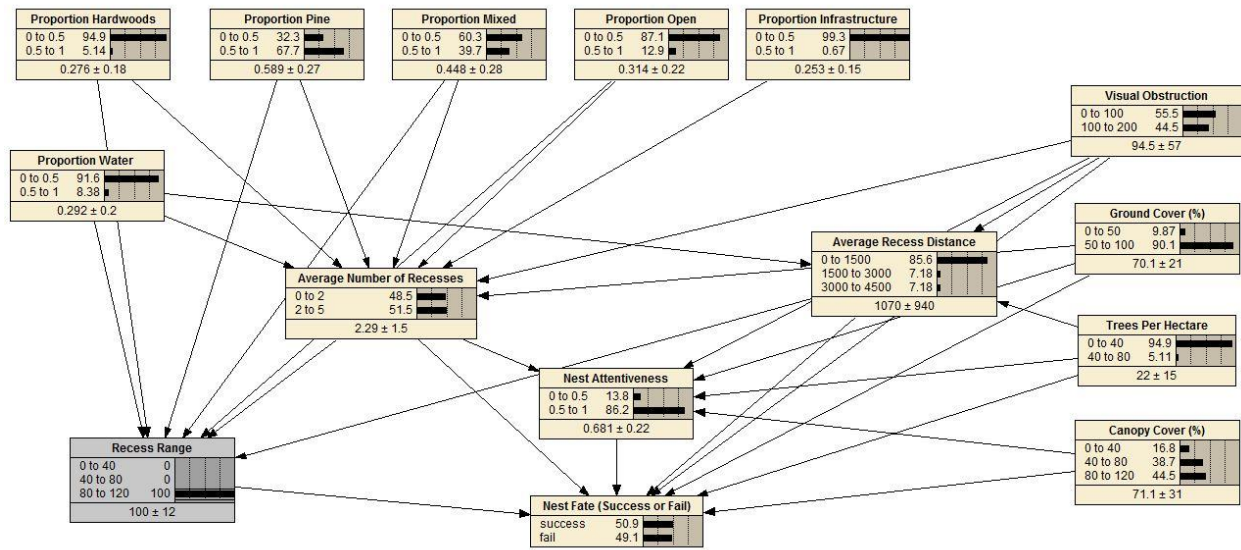 Proportion Hardwoods
0 to 0.5 94.9
0.5 to 1 5.14
0.276 ± 0.18
Proportion Pine
0 to 0.5 32.3
0.5 to 1 67.7
0.589 ± 0.27
Proportion Mixed
0 to 0.5 60.3
0.5 to 1 39.7
0.448 ± 0.28
Proportion Open
0 to 0.5 87.1
0.5 to 1 12.9
0.314 ± 0.22
Proportion Infrastructure
0 to 0.5 99.3
0.5 to 1 0.67
0.253 ± 0.15
Visual Obstruction
0 to 100 55.5
100 to 200 44.5
94.5 ± 57
Proportion Water
0 to 0.5 91.6
0.5 to 1 8.38
0.292 ± 0.2
Ground Cover (%)
0 to 50 9.87
50 to 100 90.1
70.1 ± 21
Average Recess Distance
0 to 1500 85.6
1500 to 3000 7.18
3000 to 4500 7.18
1070 ± 940
Average Number of Recesses
0 to 2 48.5
2 to 5 51.5
2.29 ± 1.5
Trees Per Hectare
0 to 40 94.9
40 to 80 5.11
22 ± 15
Nest Attentiveness
0 to 0.5 13.8
0.5 to 1 86.2
0.681 ± 0.22
Canopy Cover (%)
0 to 40 16.8
40 to 80 38.7
80 to 120 44.5
71.1 ± 31
Recess Range
0 to 40 0
40 to 80 0
80 to 120 100
100 ± 12
Nest Fate (Success or Fail)
success 50.9
fail 49.1